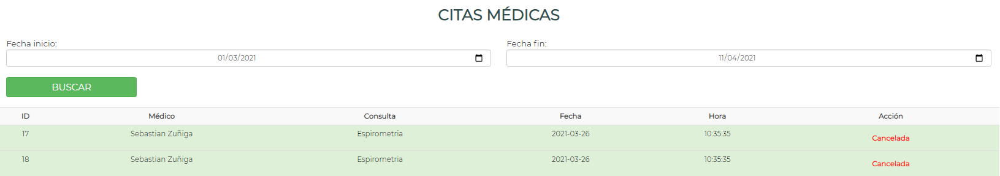 CITAS MÉDICAS
Fecha inicio: Fecha fin:
01/03/2021 11/04/2021
BUSCAR
ID Médico Consulta Fecha Hora Acción
17 Sebastian Zuñiga Espirometria 2021-03-26 10:35:35 Cancelada
18 Sebastian Zuñiga Espirometria 2021-03-26 10:35:35 Cancelada